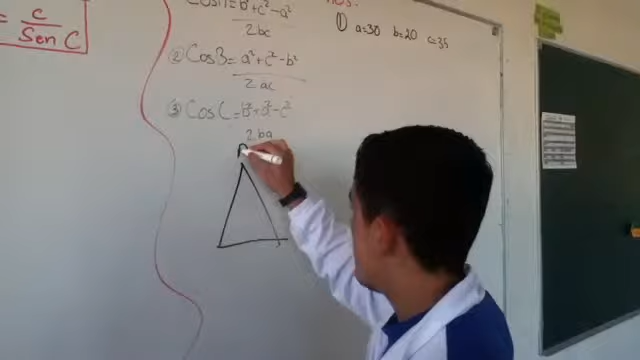 = c
Sen C
Cos A = b²+c²-a²
2bc
② Cos B = a²+c²-b²
2ac
③ Cos C = b²+a²-c²
2ba
① a=30 b=20 c=35
A